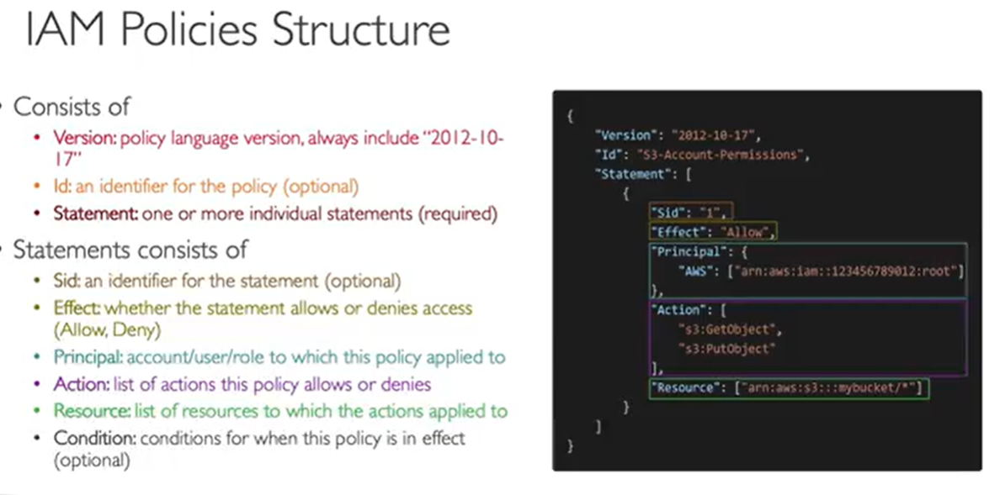 IAM Policies Structure
• Consists of
• Version: policy language version, always include “2012-10-
17”
• Id: an identifier for the policy (optional)
• Statement: one or more individual statements (required)
• Statements consists of
• Sid: an identifier for the statement (optional)
• Effect: whether the statement allows or denies access
(Allow, Deny)
• Principal: account/user/role to which this policy applied to
• Action: list of actions this policy allows or denies
• Resource: list of resources to which the actions applied to
• Condition: conditions for when this policy is in effect
(optional)
{
"Version": "2012-10-17",
"Id": "S3-Account-Permissions",
"Statement": [
{
"Sid": "1",
"Effect": "Allow",
"Principal": {
"AWS": ["arn:aws:iam::123456789012:root"]
},
"Action": [
"s3:GetObject",
"s3:PutObject"
],
"Resource": ["arn:aws:s3:::mybucket/*"]
}
]
}